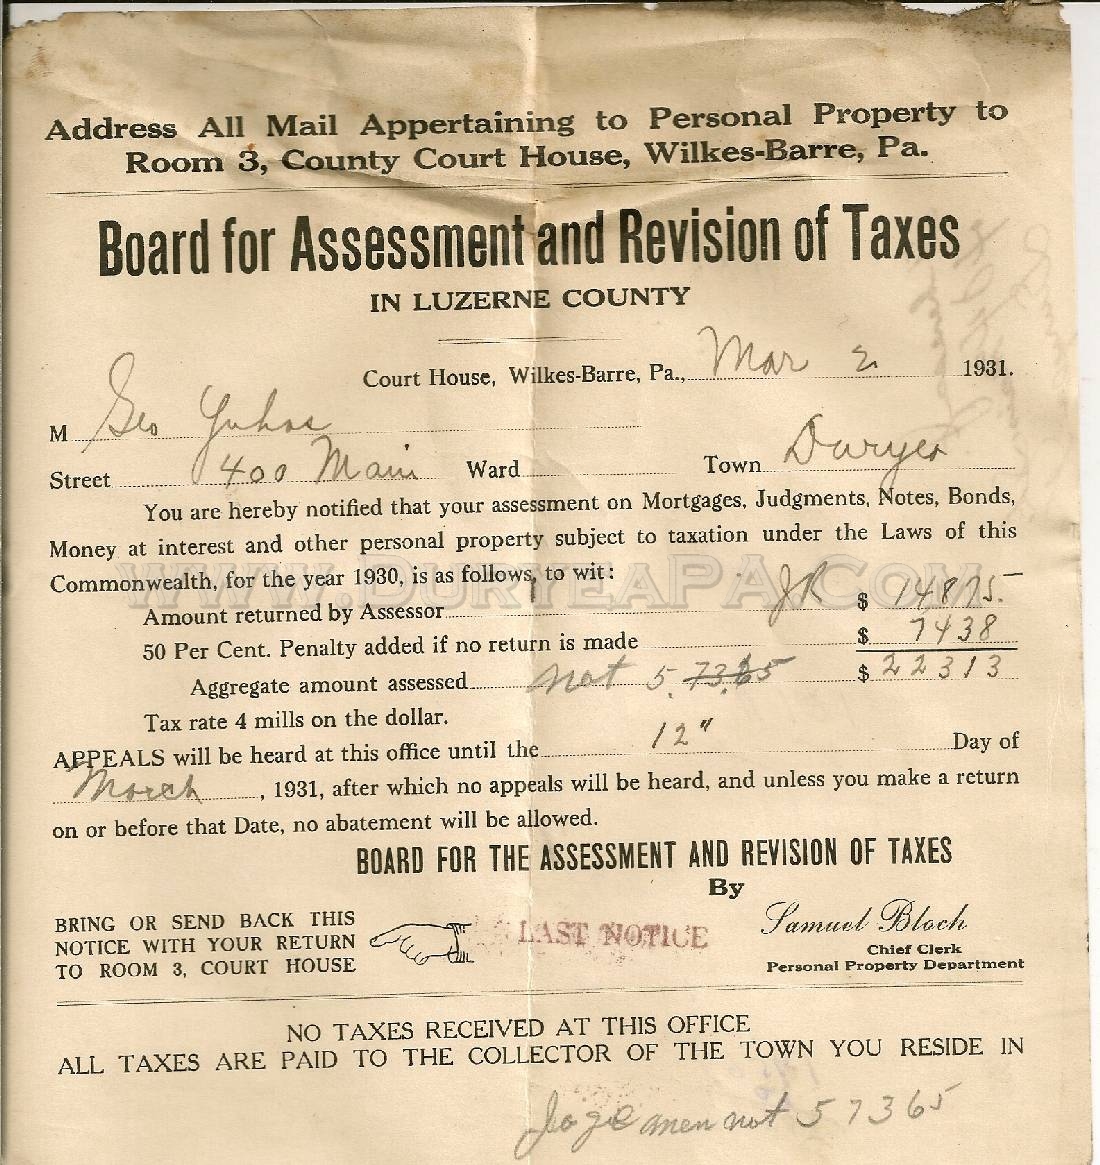 Address All Mail Appertaining to Personal Property to
Room 3, County Court House, Wilkes-Barre, Pa.
Board for Assessment and Revision of Taxes
IN LUZERNE COUNTY
Court House, Wilkes-Barre, Pa., Mar 2 1931.
M Geo Yuhas
Street 400 Main Ward Town Duryea
You are hereby notified that your assessment on Mortgages, Judgments, Notes, Bonds,
Money at interest and other personal property subject to taxation under the Laws of this
Commonwealth, for the year 1930, is as follows, to wit:
www.DuryeaPA.com
Amount returned by Assessor JR $ 14875.
50 Per Cent. Penalty added if no return is made $ 7438
Aggregate amount assessed not 5.73.65 $ 22313
Tax rate 4 mills on the dollar.
APPEALS will be heard at this office until the 12" Day of
March, 1931, after which no appeals will be heard, and unless you make a return
on or before that Date, no abatement will be allowed.
BOARD FOR THE ASSESSMENT AND REVISION OF TAXES
By
BRING OR SEND BACK THIS
NOTICE WITH YOUR RETURN
TO ROOM 3, COURT HOUSE
LAST NOTICE
Samuel Bloch
Chief Clerk
Personal Property Department
NO TAXES RECEIVED AT THIS OFFICE
ALL TAXES ARE PAID TO THE COLLECTOR OF THE TOWN YOU RESIDE IN
not 57365